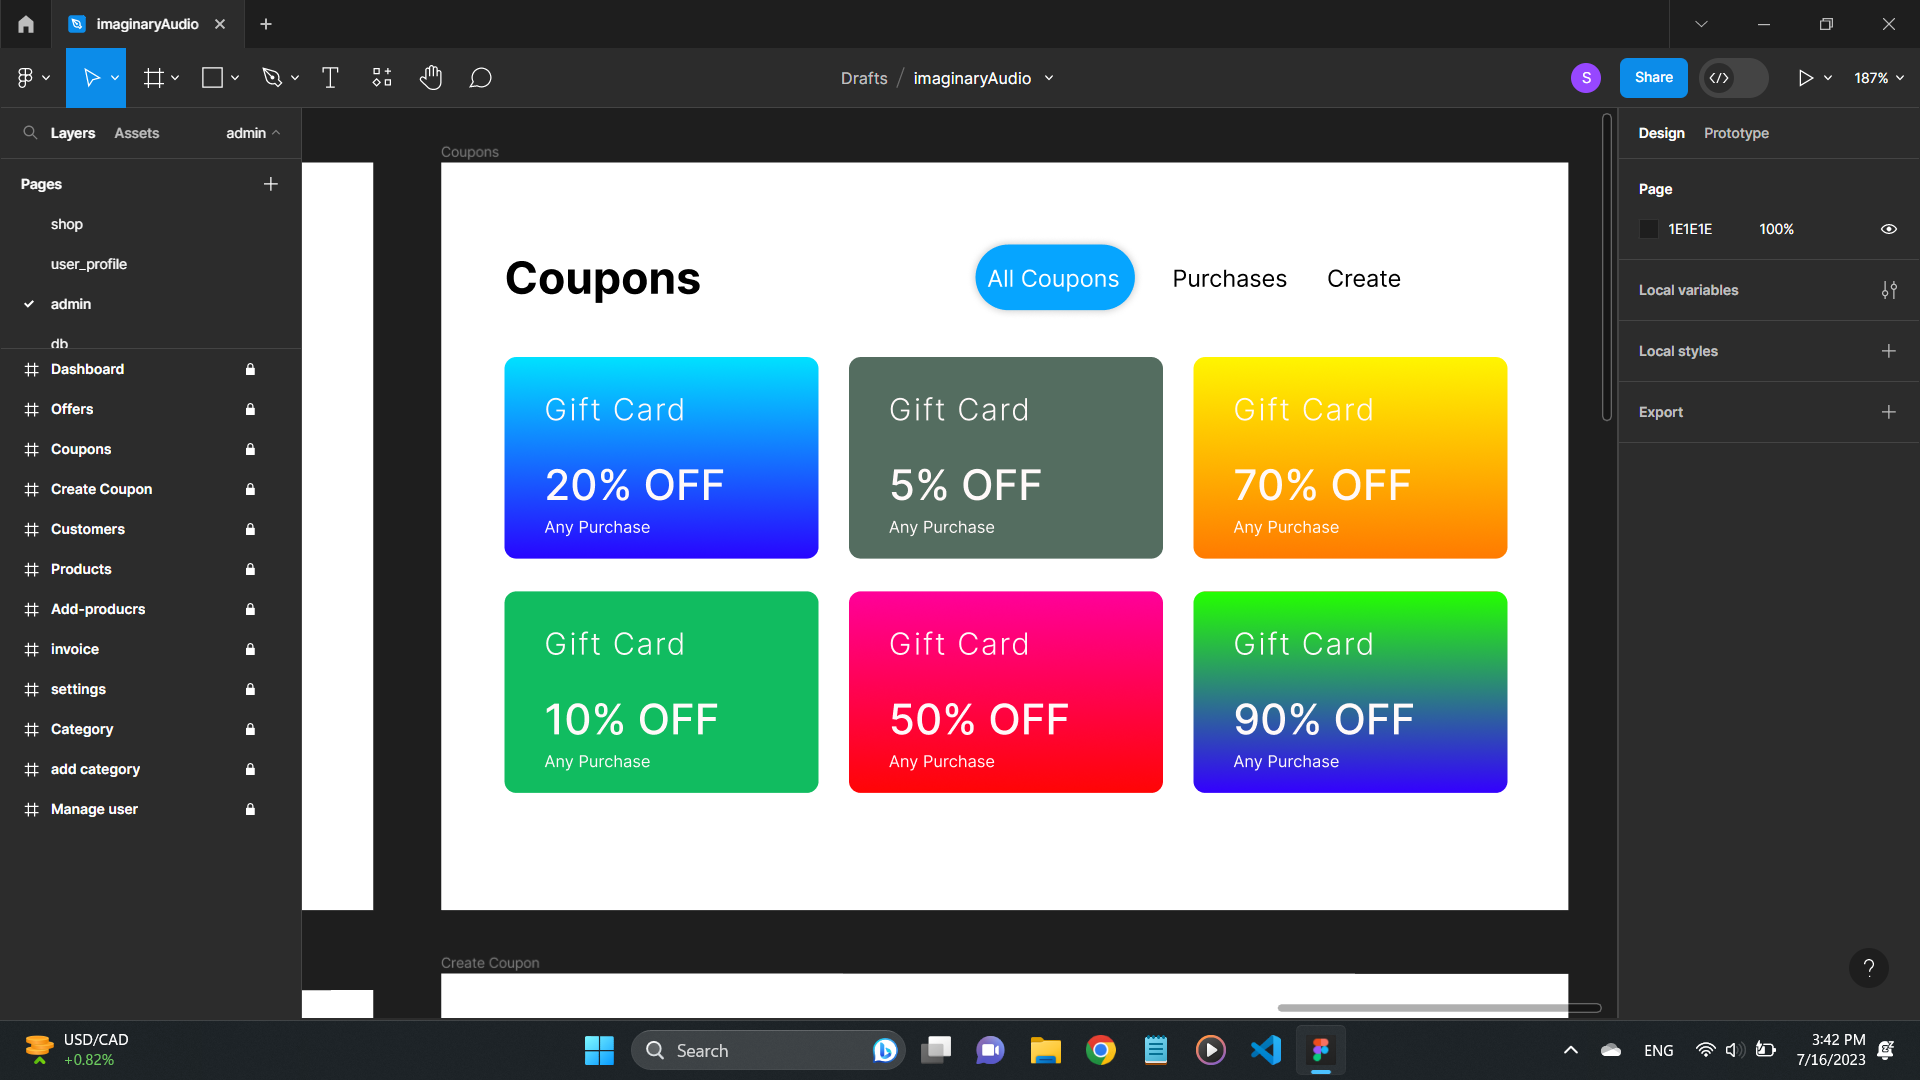 imaginaryAudio
Drafts / imaginaryAudio
S
Share
187%
Layers
Assets
admin
Pages
shop
user_profile
admin
db
Dashboard
Offers
Coupons
Create Coupon
Customers
Products
Add-producrs
invoice
settings
Category
add category
Manage user
Coupons
Coupons
All Coupons
Purchases
Create
Gift Card
20% OFF
Any Purchase
Gift Card
5% OFF
Any Purchase
Gift Card
70% OFF
Any Purchase
Gift Card
10% OFF
Any Purchase
Gift Card
50% OFF
Any Purchase
Gift Card
90% OFF
Any Purchase
Create Coupon
Design
Prototype
Page
1E1E1E
100%
Local variables
Local styles
Export
?
USD/CAD
+0.82%
Search
ENG
3:42 PM
7/16/2023